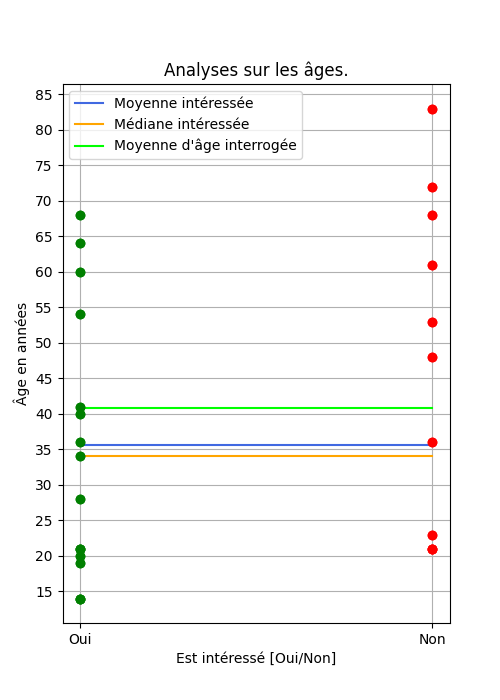 Analyses sur les âges.
Moyenne intéressée
Médiane intéressée
Moyenne d'âge interrogée
85
80
75
70
65
60
55
50
45
40
35
30
25
20
15
Âge en années
Oui
Non
Est intéressé [Oui/Non]